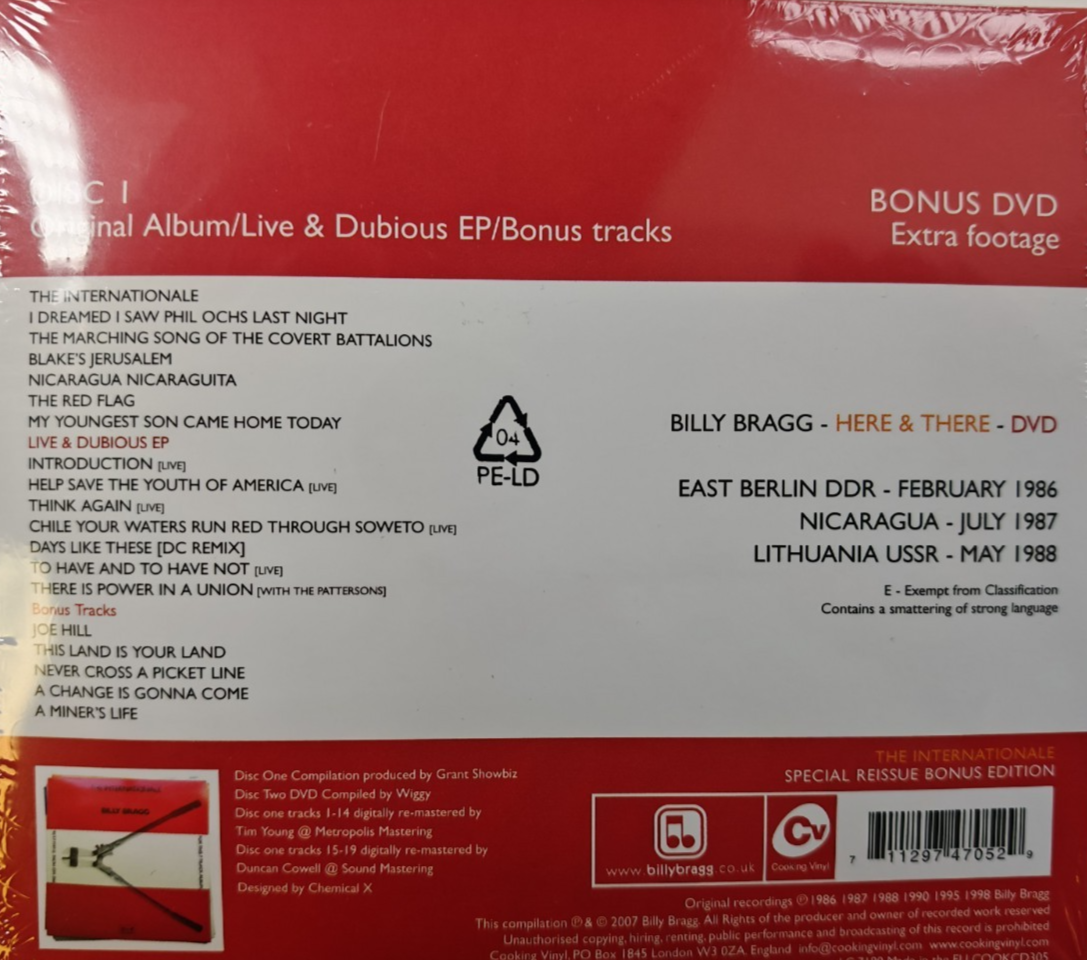 DISC 1
Original Album/Live & Dubious EP/Bonus tracks
BONUS DVD
Extra footage
THE INTERNATIONALE
I DREAMED I SAW PHIL OCHS LAST NIGHT
THE MARCHING SONG OF THE COVERT BATTALIONS
BLAKE'S JERUSALEM
NICARAGUA NICARAGUITA
THE RED FLAG
MY YOUNGEST SON CAME HOME TODAY
LIVE & DUBIOUS EP
INTRODUCTION [LIVE]
HELP SAVE THE YOUTH OF AMERICA [LIVE]
THINK AGAIN [LIVE]
CHILE YOUR WATERS RUN RED THROUGH SOWETO [LIVE]
DAYS LIKE THESE [DC REMIX]
TO HAVE AND TO HAVE NOT [LIVE]
THERE IS POWER IN A UNION [WITH THE PATTERSONS]
Bonus Tracks
JOE HILL
THIS LAND IS YOUR LAND
NEVER CROSS A PICKET LINE
A CHANGE IS GONNA COME
A MINER'S LIFE
04
PE-LD
BILLY BRAGG - HERE & THERE - DVD
EAST BERLIN DDR - FEBRUARY 1986
NICARAGUA - JULY 1987
LITHUANIA USSR - MAY 1988
E - Exempt from Classification
Contains a smattering of strong language
BILLY BRAGG
Disc One Compilation produced by Grant Showbiz
Disc Two DVD Compiled by Wiggy
Disc one tracks 1-14 digitally re-mastered by
Tim Young @ Metropolis Mastering
Disc one tracks 15-19 digitally re-mastered by
Duncan Cowell @ Sound Mastering
Designed by Chemical X
THE INTERNATIONALE
SPECIAL REISSUE BONUS EDITION
www.billybragg.co.uk
Cv
Cooking Vinyl
7 11297 47052 9
Original recordings ℗ 1986 1987 1988 1990 1995 1998 Billy Bragg
This compilation ℗ & © 2007 Billy Bragg. All Rights of the producer and owner of recorded work reserved
Unauthorised copying, hiring, renting, public performance and broadcasting of this record is prohibited
Cooking Vinyl, PO Box 1845 London W3 0ZA. England info@cookingvinyl.com www.cookingvinyl.com
COOKCD305